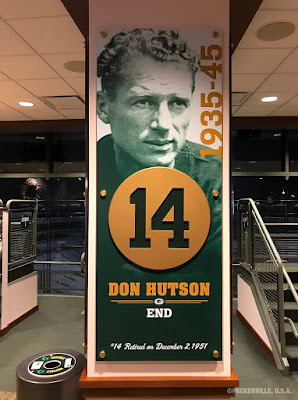 1935-45
14
DON HUTSON
G
END
#14 Retired on December 2, 1951
©PACKERVILLE, U.S.A.